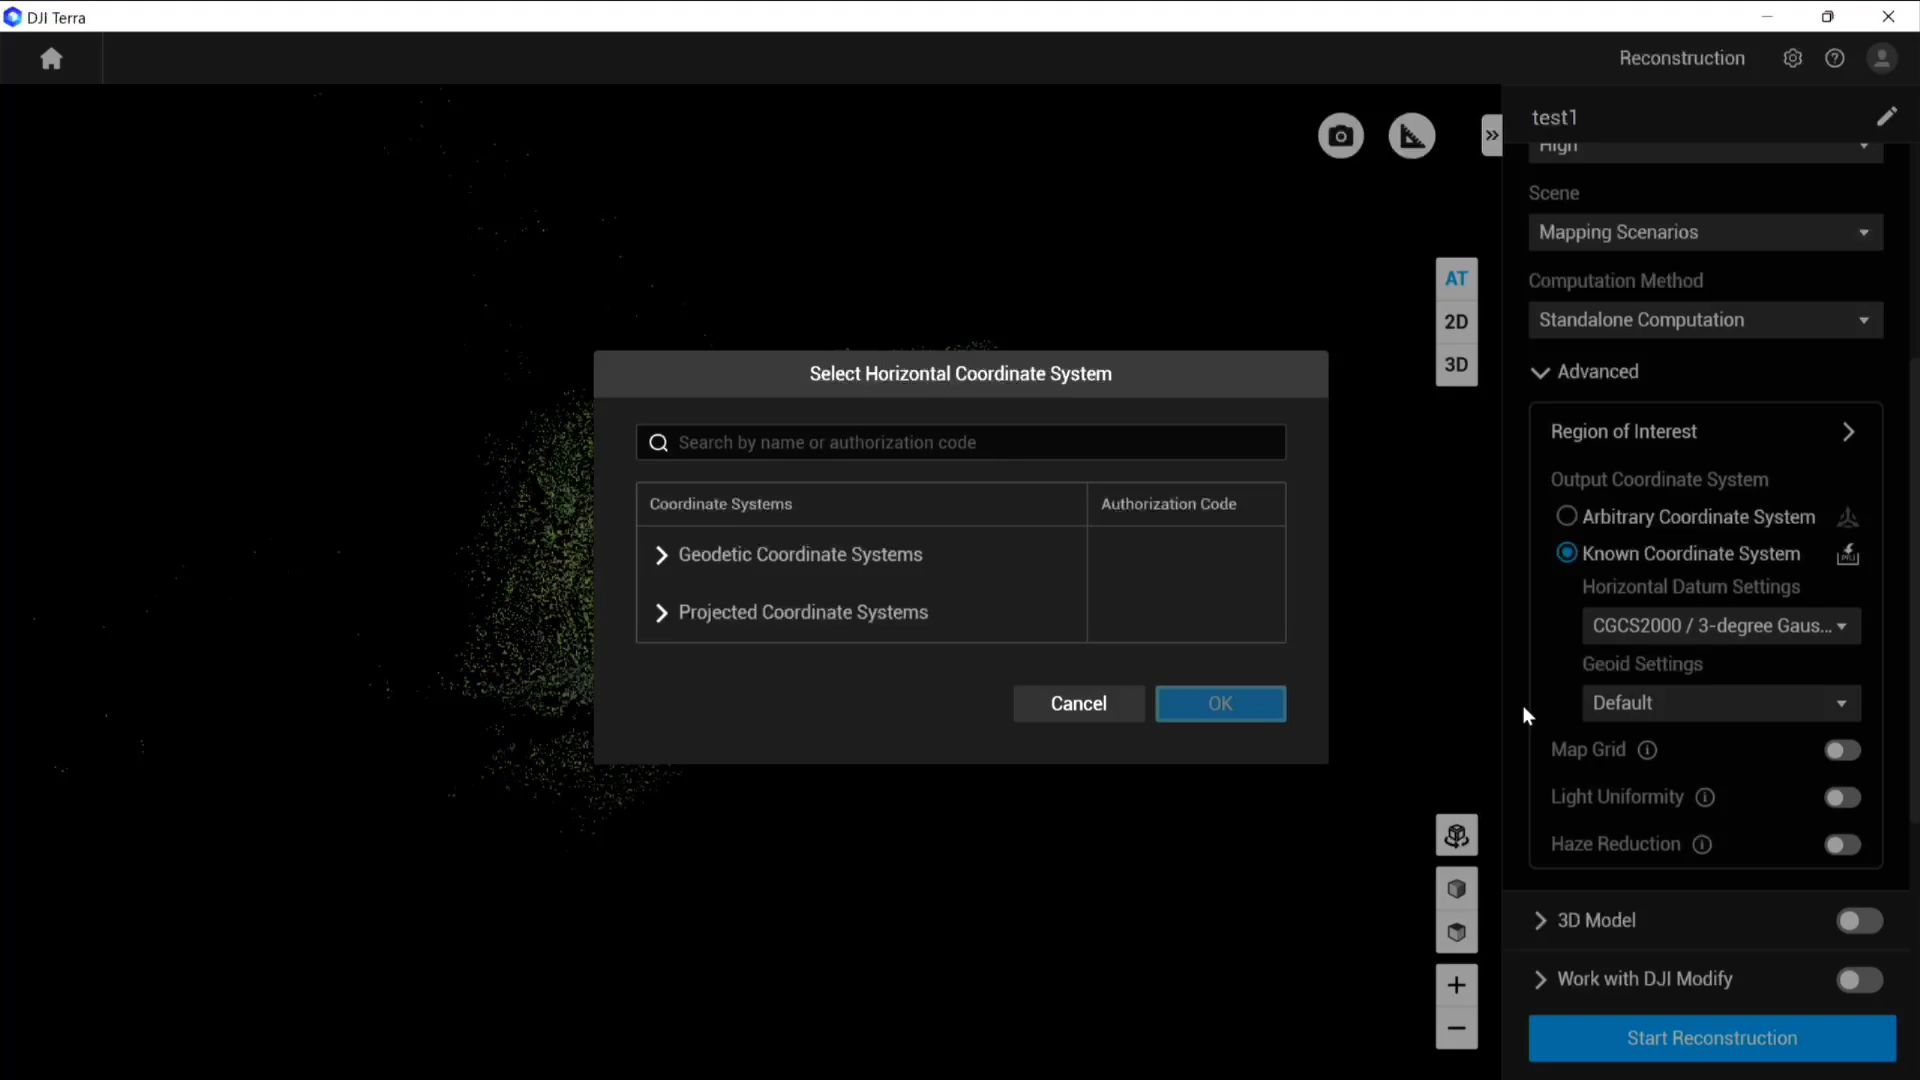 DJI Terra
Reconstruction
test1
High
Scene
Mapping Scenarios
Computation Method
Standalone Computation
Advanced
Region of Interest
Output Coordinate System
Arbitrary Coordinate System
Known Coordinate System
Horizontal Datum Settings
CGCS2000 / 3-degree Gaus...
Geoid Settings
Default
Map Grid
Light Uniformity
Haze Reduction
3D Model
Work with DJI Modify
Start Reconstruction
AT
2D
3D
Select Horizontal Coordinate System
Search by name or authorization code
Coordinate Systems Authorization Code
Geodetic Coordinate Systems
Projected Coordinate Systems
Cancel OK